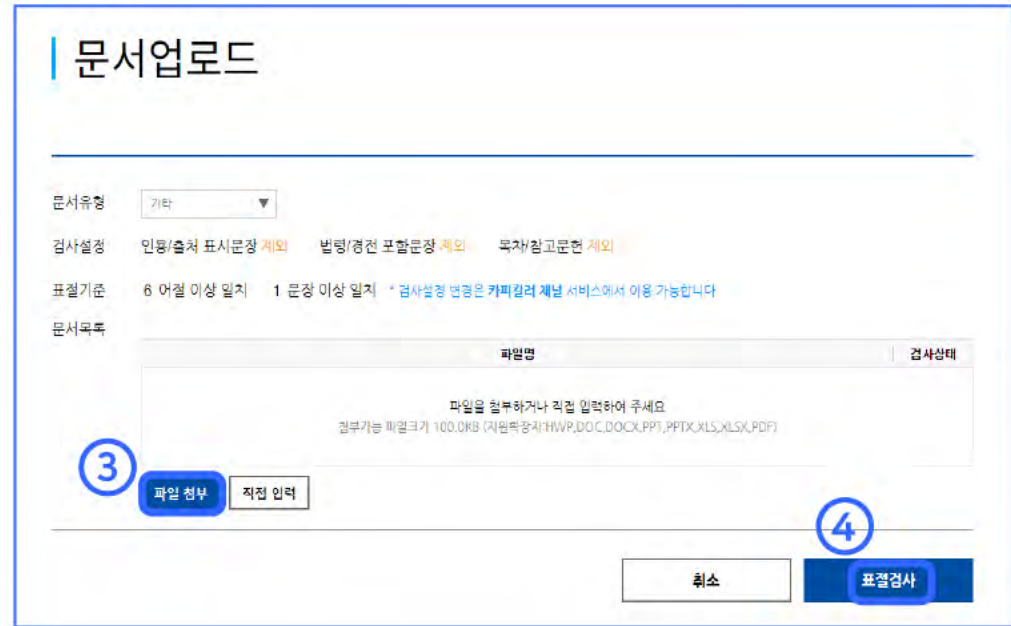 문서업로드
문서유형 기타 ▼
검사설정 인용/출처 표시문장 제외 법령/경전 포함문장 제외 목차/참고문헌 제외
표절기준 6 어절 이상 일치 1 문장 이상 일치 * 검사설정 변경은 카피킬러 채널 서비스에서 이용 가능합니다
문서목록
파일명 검사상태
파일을 첨부하거나 직접 입력하여 주세요
첨부가능 파일크기 100.0KB (지원확장자:HWP,DOC,DOCX,PPT,PPTX,XLS,XLSX,PDF)
3
파일 첨부 직접 입력
4
취소 표절검사